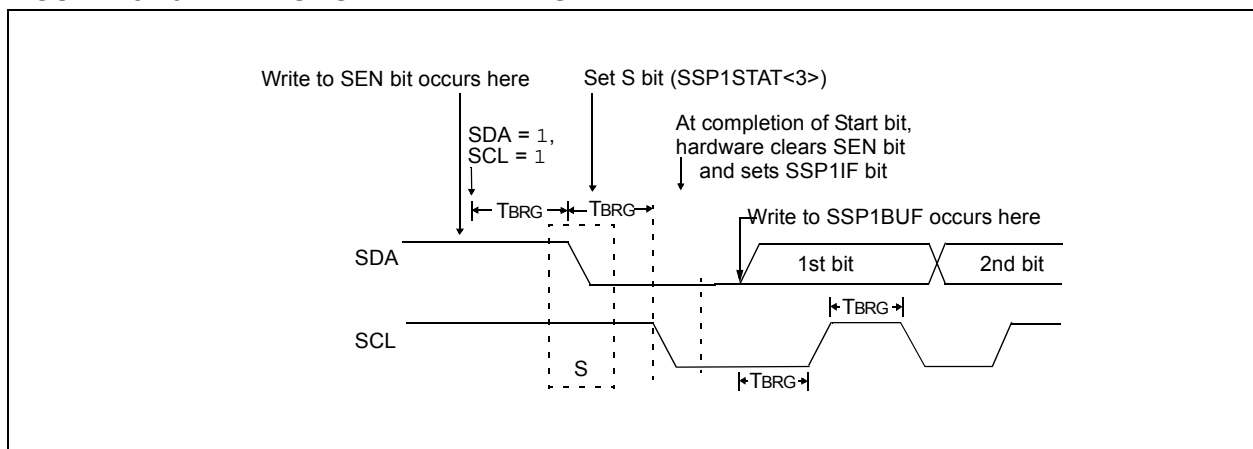 Write to SEN bit occurs here
Set S bit (SSP1STAT<3>)
SDA = 1,
SCL = 1
At completion of Start bit,
hardware clears SEN bit
and sets SSP1IF bit
TBRG
TBRG
Write to SSP1BUF occurs here
SDA
1st bit
2nd bit
TBRG
SCL
S
TBRG